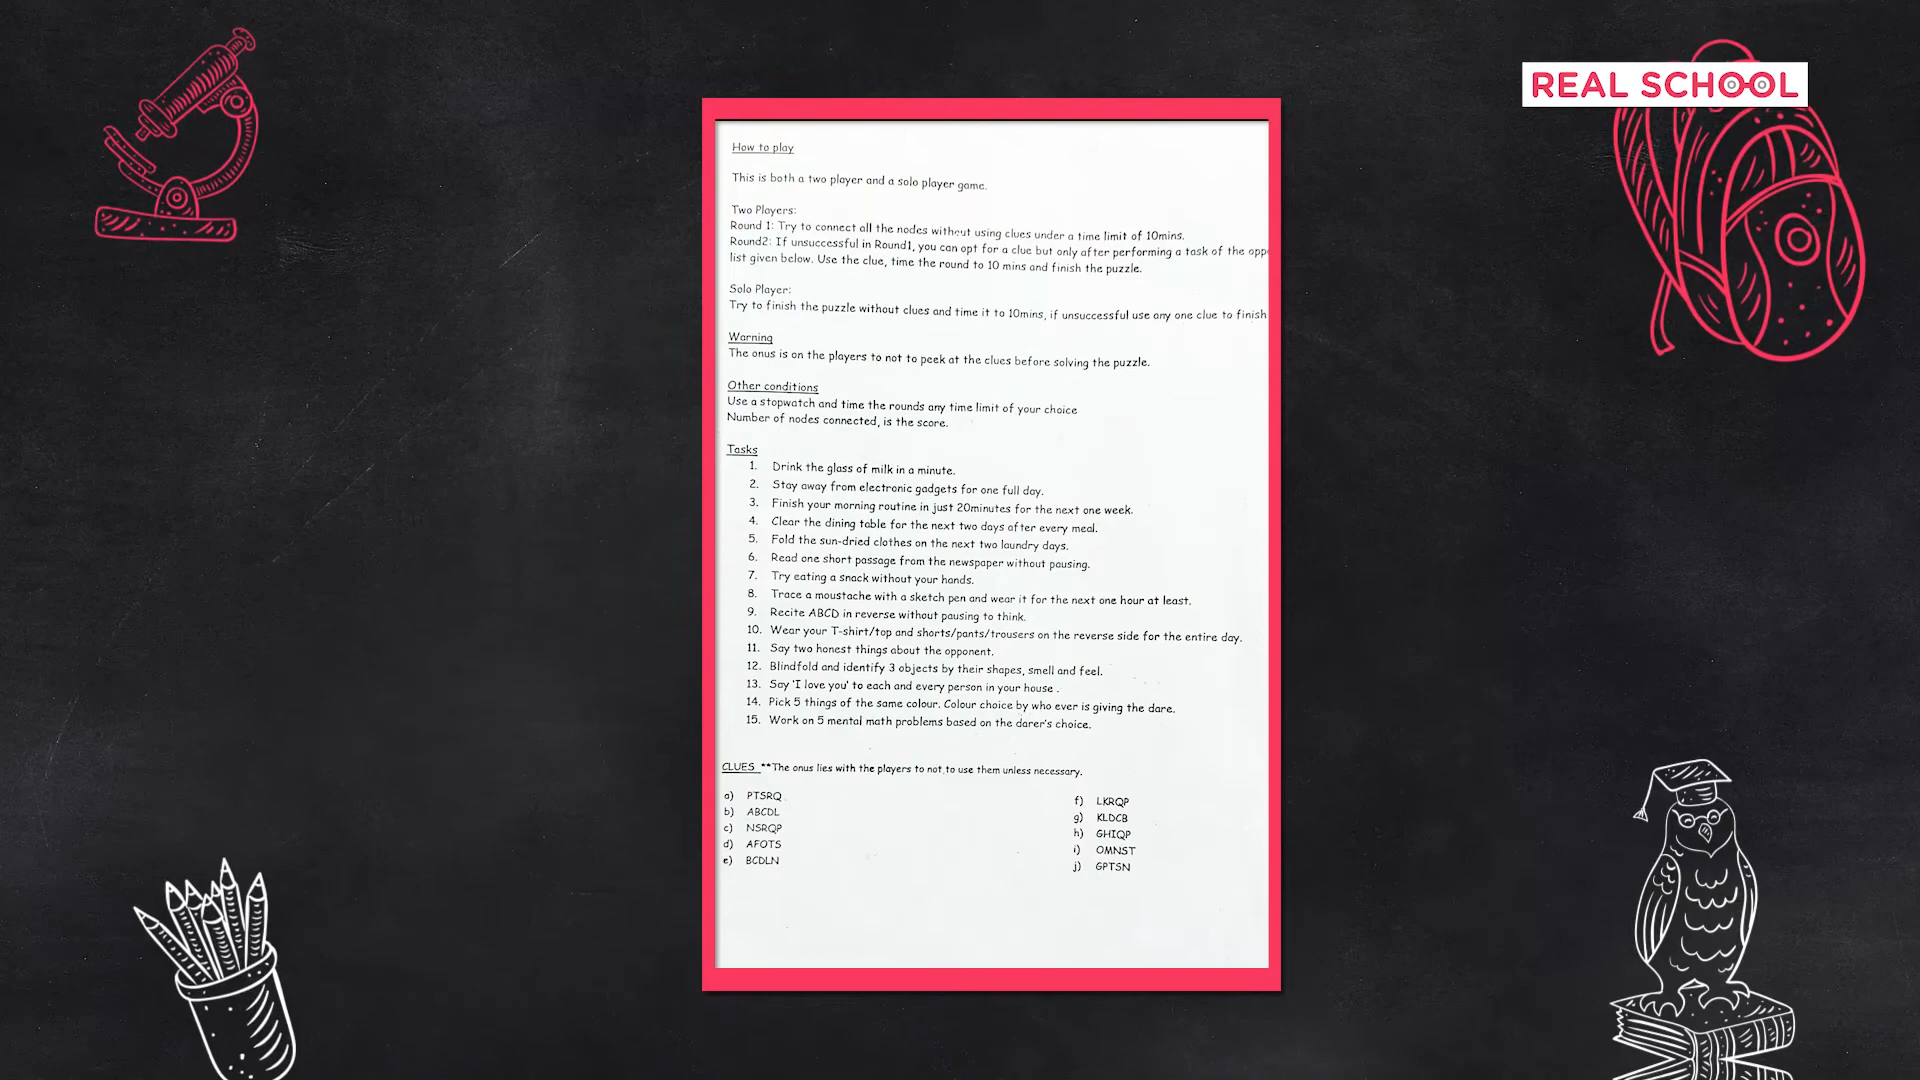 REAL SCHOOL
How to play
This is both a two player and a solo player game.
Two Players:
Round 1: Try to connect all the nodes without using clues under a time limit of 10mins.
Round2: If unsuccessful in Round1, you can opt for a clue but only after performing a task of the opp
list given below. Use the clue, time the round to 10 mins and finish the puzzle.
Solo Player:
Try to finish the puzzle without clues and time it to 10mins, if unsuccessful use any one clue to finish
Warning
The onus is on the players to not to peek at the clues before solving the puzzle.
Other conditions
Use a stopwatch and time the rounds any time limit of your choice
Number of nodes connected, is the score.
Tasks
1. Drink the glass of milk in a minute.
2. Stay away from electronic gadgets for one full day.
3. Finish your morning routine in just 20minutes for the next one week.
4. Clear the dining table for the next two days after every meal.
5. Fold the sun-dried clothes on the next two laundry days.
6. Read one short passage from the newspaper without pausing.
7. Try eating a snack without your hands.
8. Trace a moustache with a sketch pen and wear it for the next one hour at least.
9. Recite ABCD in reverse without pausing to think.
10. Wear your T-shirt/top and shorts/pants/trousers on the reverse side for the entire day.
11. Say two honest things about the opponent.
12. Blindfold and identify 3 objects by their shapes, smell and feel.
13. Say 'I love you' to each and every person in your house .
14. Pick 5 things of the same colour. Colour choice by who ever is giving the dare.
15. Work on 5 mental math problems based on the darer's choice.
CLUES **The onus lies with the players to not to use them unless necessary.
a) PTSRQ
b) ABCDL
c) NSRQP
d) AFOTS
e) BCDLN
f) LKRQP
g) KLDCB
h) GHIQP
i) OMNST
j) GPTSN